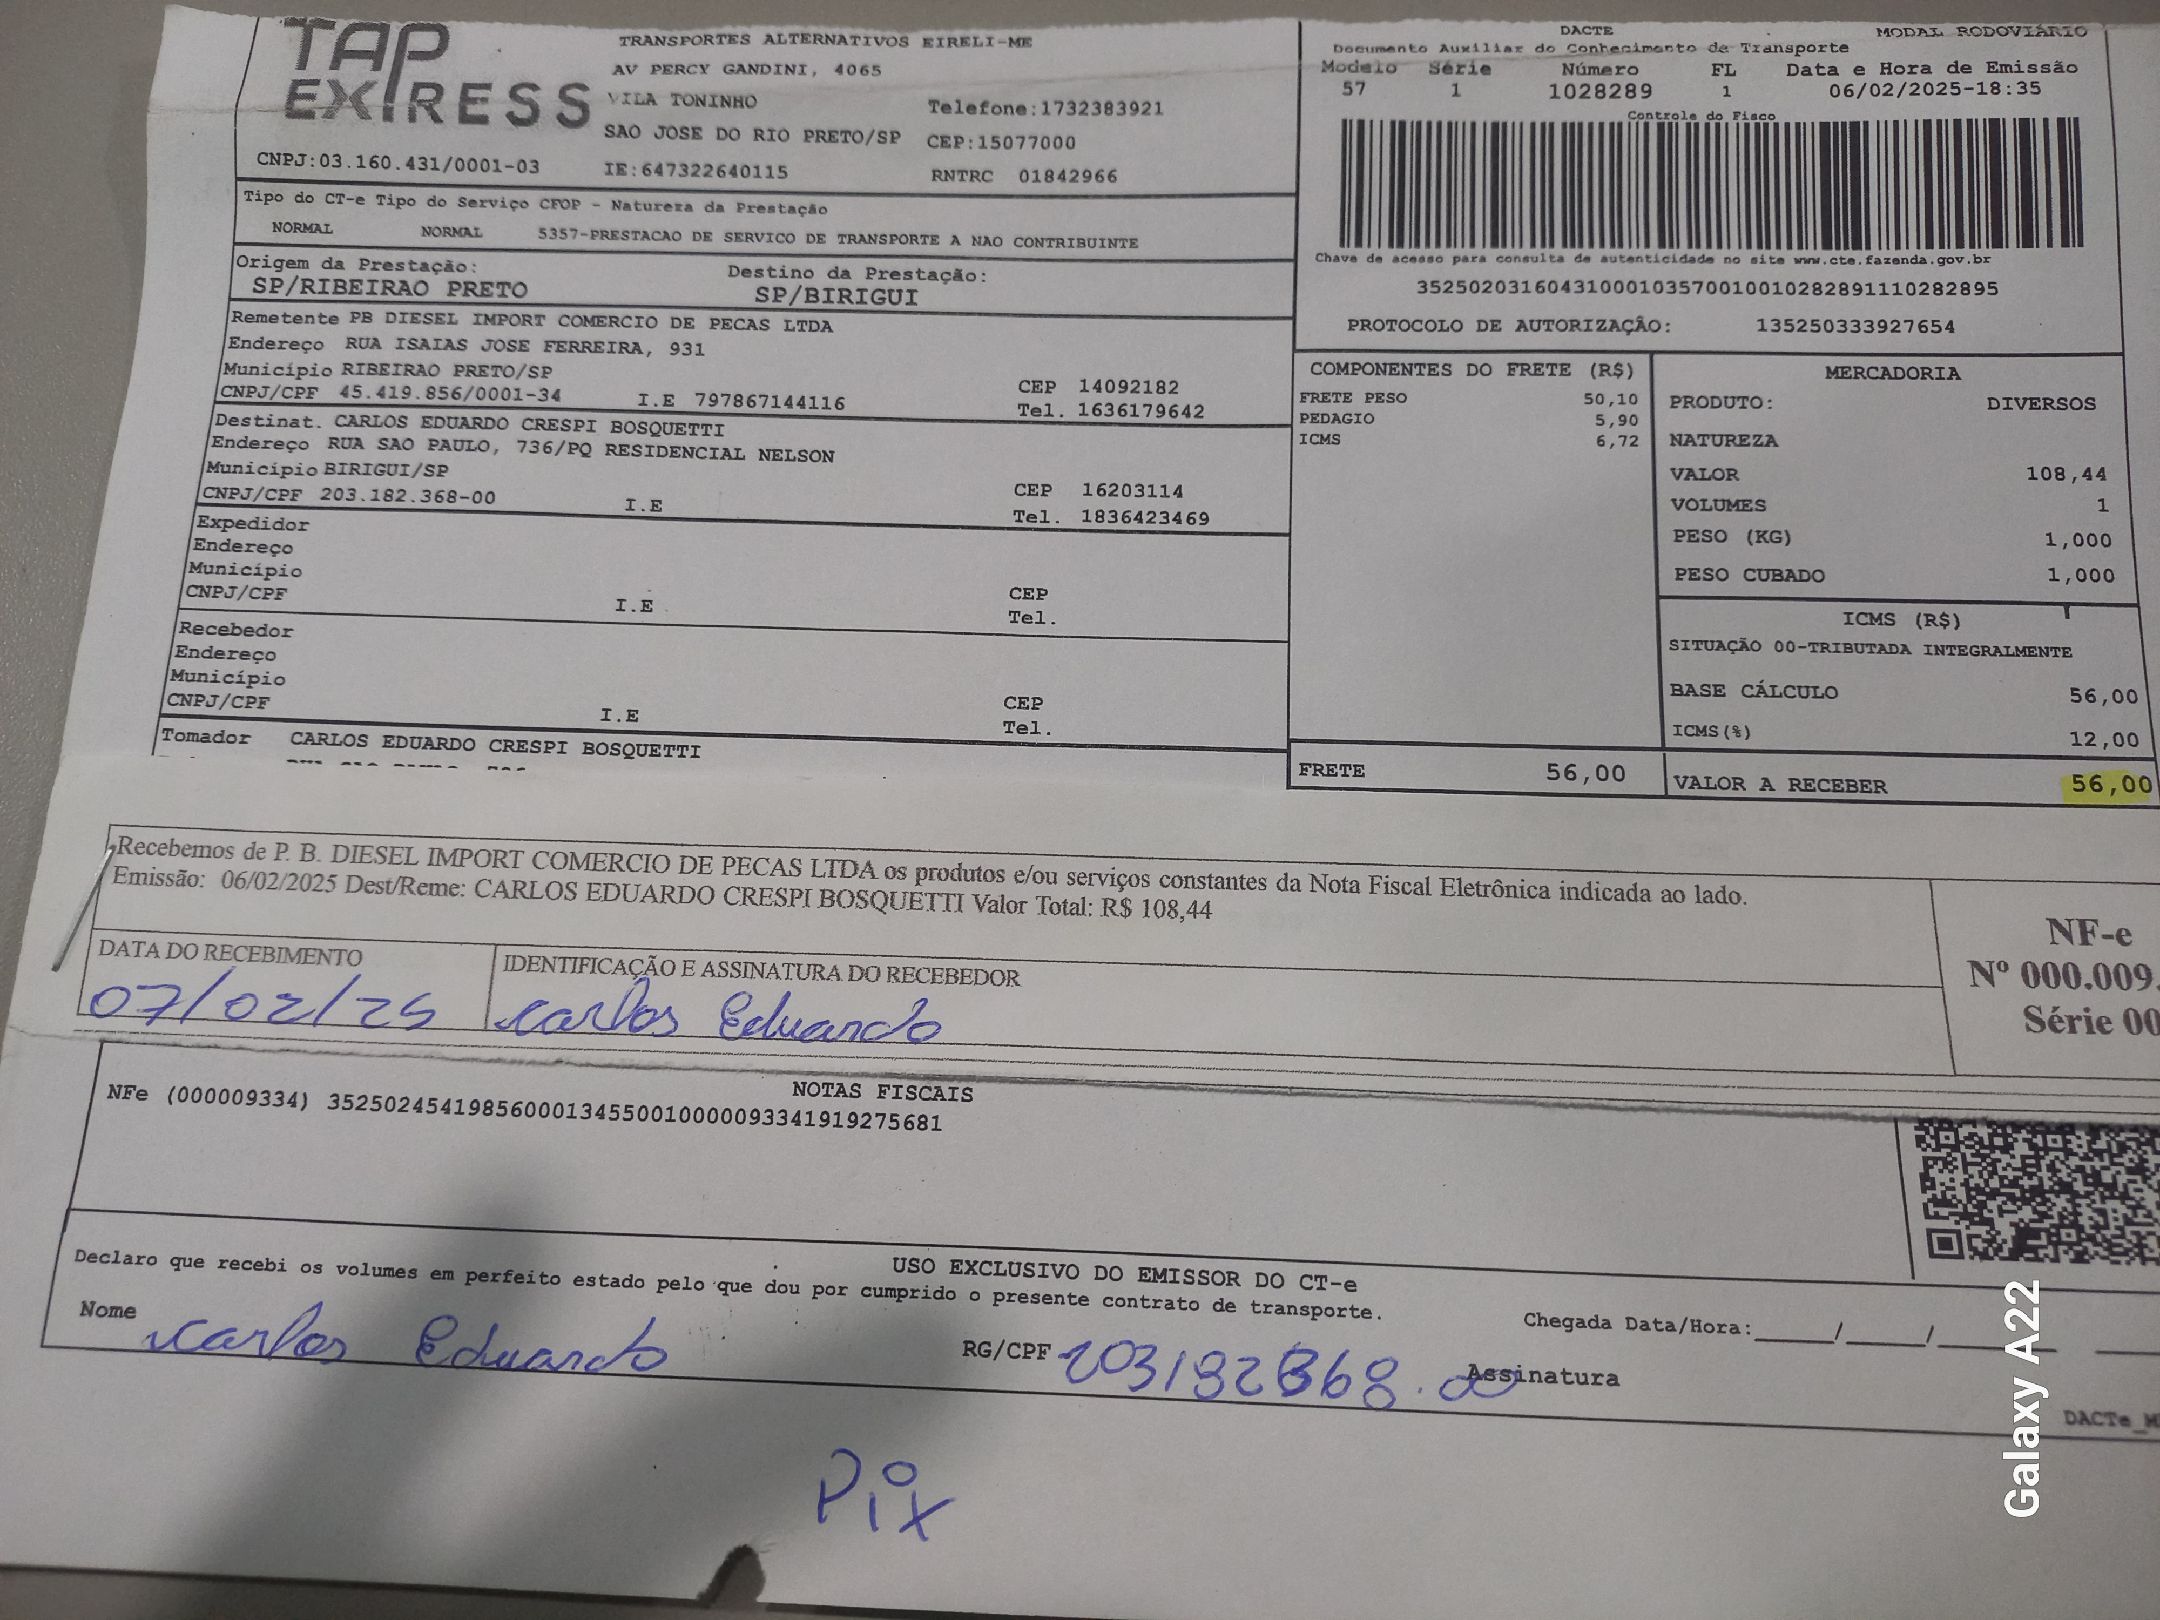 TAP
EXPRESS
TRANSPORTES ALTERNATIVOS EIRELI-ME
AV PERCY GANDINI, 4065
VILA TONINHO
Telefone:1732383921
SAO JOSE DO RIO PRETO/SP CEP:15077000
CNPJ:03.160.431/0001-03 IE:647322640115 RNTRC 01842966
DACTE MODAL RODOVIÁRIO
Documento Auxiliar do Conhecimento de Transporte
Modelo Série Número FL Data e Hora de Emissão
57 1 1028289 1 06/02/2025-18:35
Controle do Fisco
Chave de acesso para consulta de autenticidade no site www.cte.fazenda.gov.br
35250203160431000103570010010282891110282895
PROTOCOLO DE AUTORIZAÇÃO: 135250333927654
Tipo do CT-e Tipo do Serviço CFOP - Natureza da Prestação
NORMAL NORMAL 5357-PRESTACAO DE SERVICO DE TRANSPORTE A NAO CONTRIBUINTE
Origem da Prestação: Destino da Prestação:
SP/RIBEIRAO PRETO SP/BIRIGUI
Remetente PB DIESEL IMPORT COMERCIO DE PECAS LTDA
Endereço RUA ISAIAS JOSE FERREIRA, 931
Município RIBEIRAO PRETO/SP CEP 14092182
CNPJ/CPF 45.419.856/0001-34 I.E 797867144116 Tel. 1636179642
Destinat. CARLOS EDUARDO CRESPI BOSQUETTI
Endereço RUA SAO PAULO, 736/PQ RESIDENCIAL NELSON
Município BIRIGUI/SP CEP 16203114
CNPJ/CPF 203.182.368-00 I.E Tel. 1836423469
Expedidor
Endereço
Município CEP
CNPJ/CPF I.E Tel.
Recebedor
Endereço
Município CEP
CNPJ/CPF I.E Tel.
Tomador CARLOS EDUARDO CRESPI BOSQUETTI
COMPONENTES DO FRETE (R$)
FRETE PESO 50,10
PEDAGIO 5,90
ICMS 6,72
FRETE 56,00
MERCADORIA
PRODUTO: DIVERSOS
NATUREZA
VALOR 108,44
VOLUMES 1
PESO (KG) 1,000
PESO CUBADO 1,000
ICMS (R$)
SITUAÇÃO 00-TRIBUTADA INTEGRALMENTE
BASE CÁLCULO 56,00
ICMS(%) 12,00
VALOR A RECEBER 56,00
Recebemos de P. B. DIESEL IMPORT COMERCIO DE PECAS LTDA os produtos e/ou serviços constantes da Nota Fiscal Eletrônica indicada ao lado.
Emissão: 06/02/2025 Dest/Reme: CARLOS EDUARDO CRESPI BOSQUETTI Valor Total: R$ 108,44
DATA DO RECEBIMENTO IDENTIFICAÇÃO E ASSINATURA DO RECEBEDOR
07/02/25 Carlos Eduardo
NF-e
Nº 000.009.
Série 00
NOTAS FISCAIS
NFe (000009334) 35250245419856000134550010000093341919275681
USO EXCLUSIVO DO EMISSOR DO CT-e
Declaro que recebi os volumes em perfeito estado pelo que dou por cumprido o presente contrato de transporte.
Nome Carlos Eduardo RG/CPF 203182368.00 Assinatura
Chegada Data/Hora:_____/_____/_____
DACTe_M
Pix
Galaxy A22